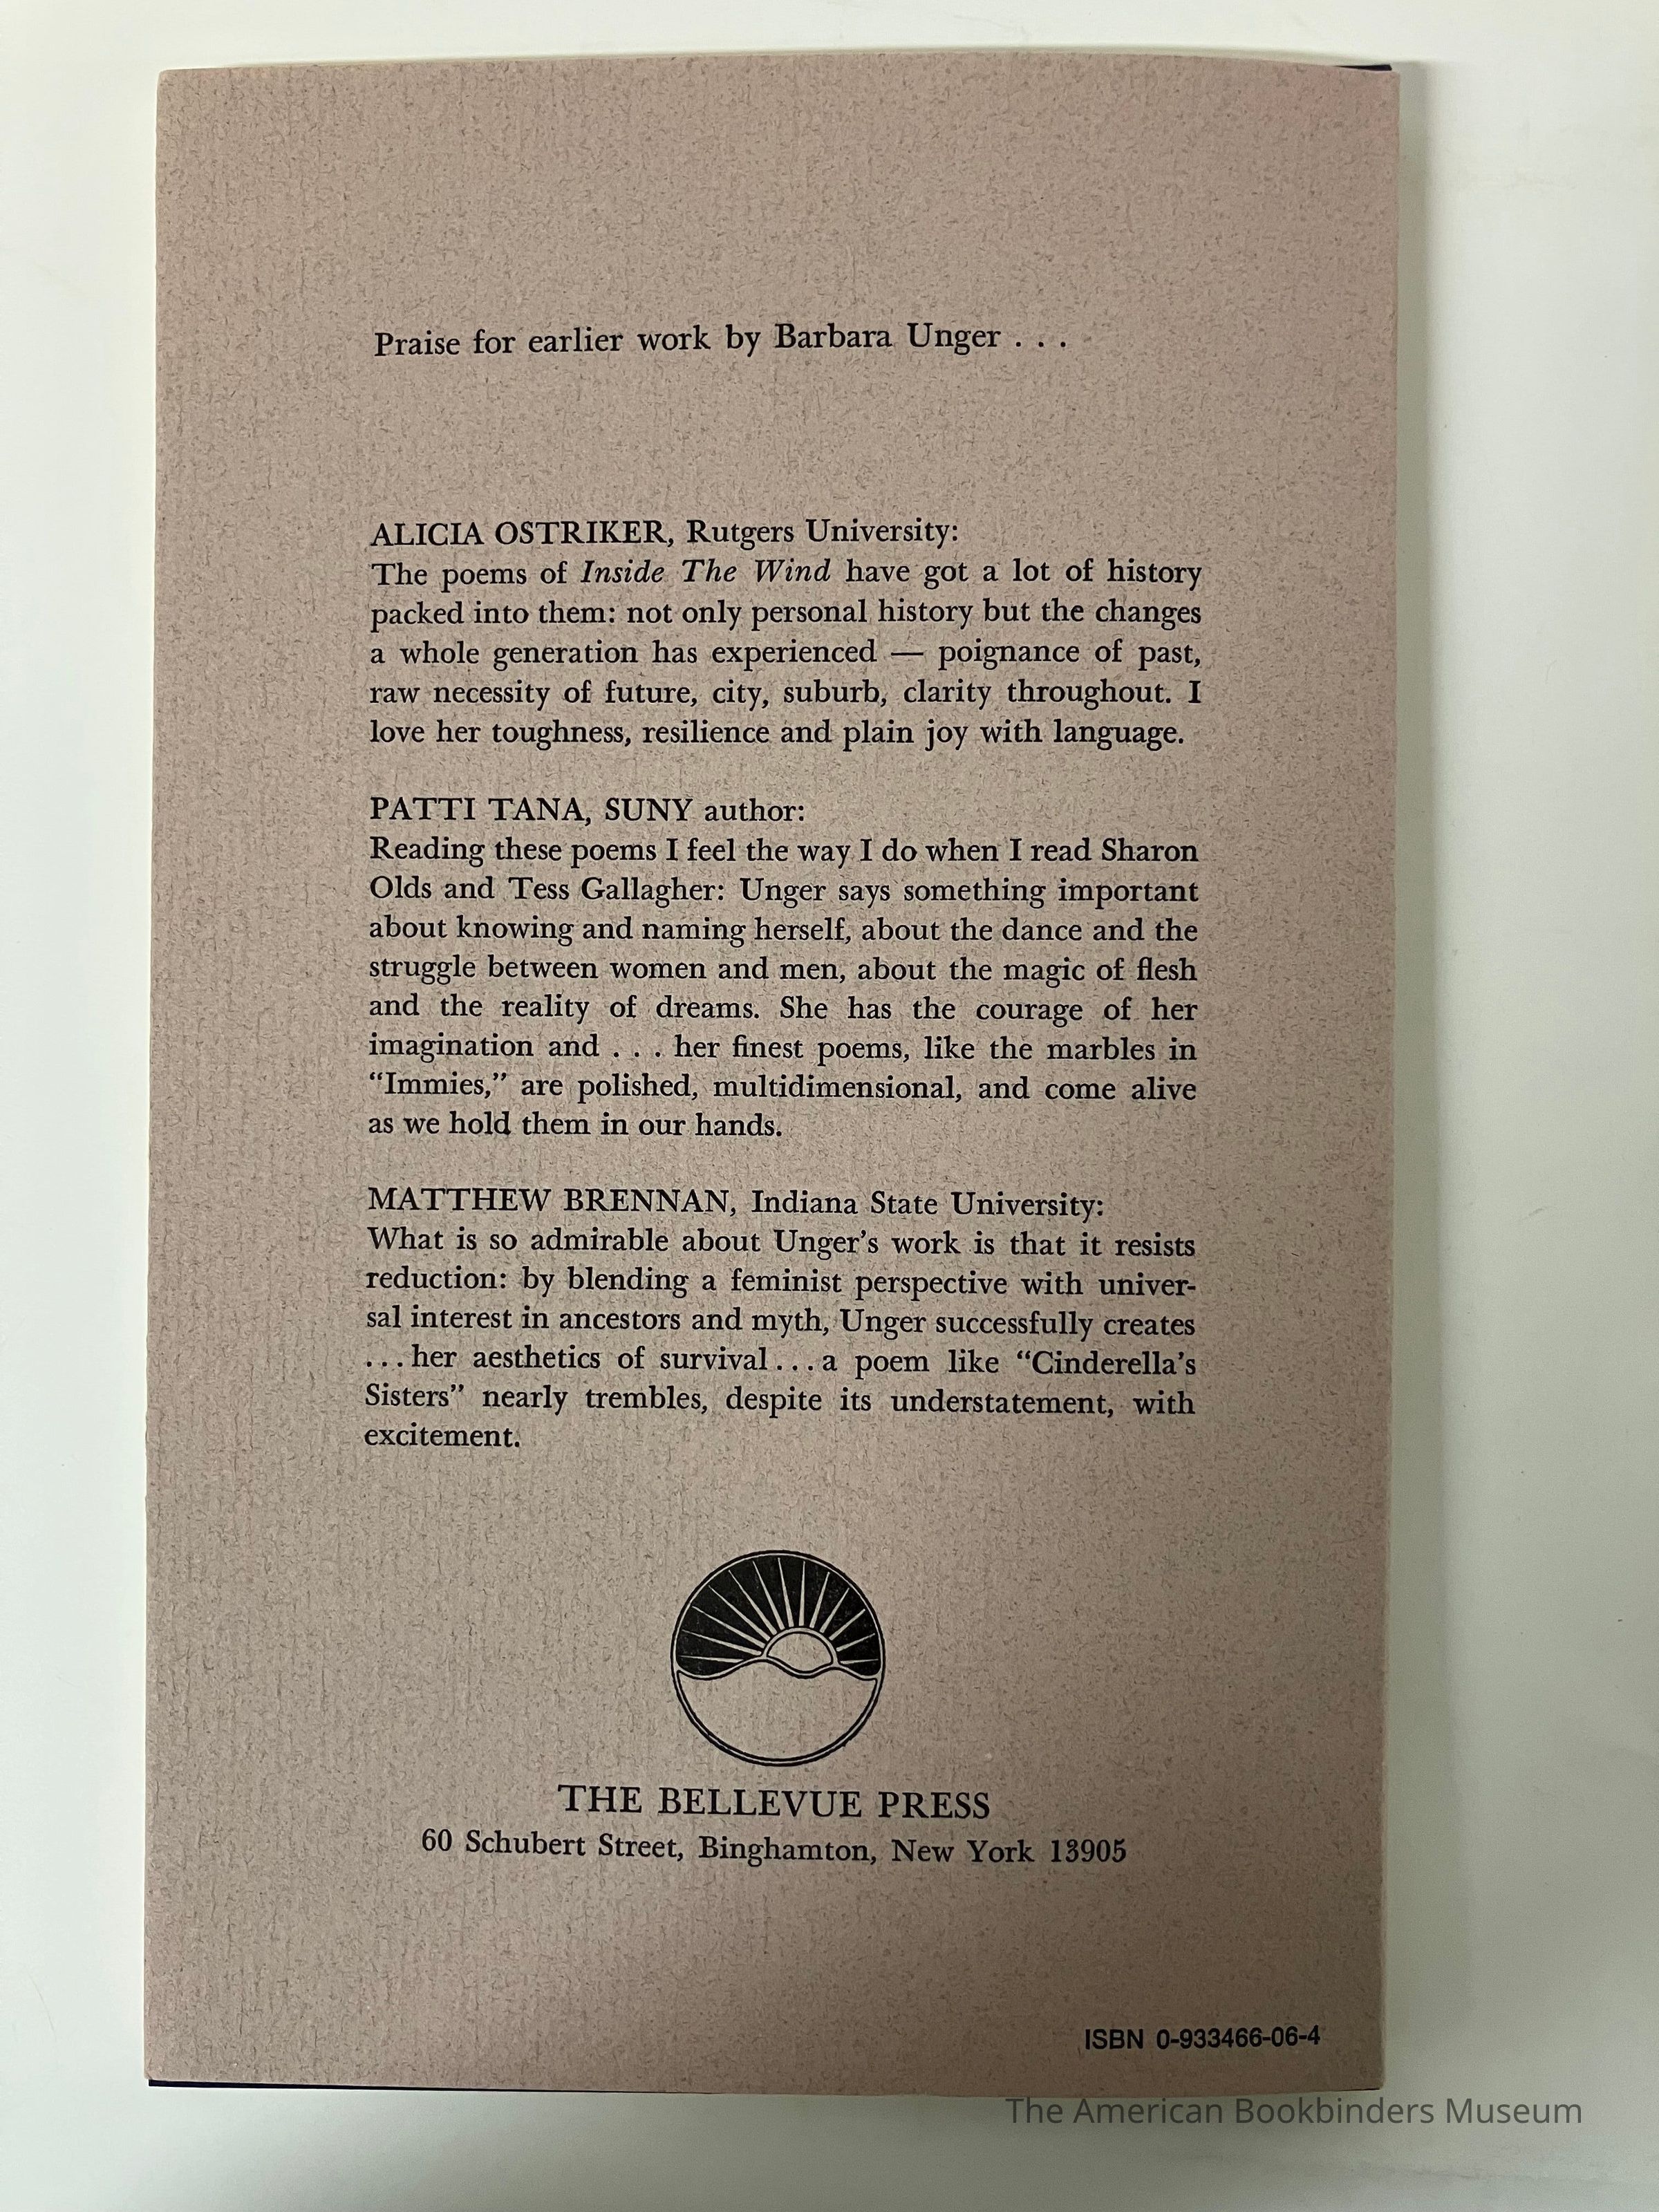 Praise for earlier work by Barbara Unger . . .
ALICIA OSTRIKER, Rutgers University:
The poems of Inside The Wind have got a lot of history
packed into them: not only personal history but the changes
a whole generation has experienced — poignance of past,
raw necessity of future, city, suburb, clarity throughout. I
love her toughness, resilience and plain joy with language.
PATTI TANA, SUNY author:
Reading these poems I feel the way I do when I read Sharon
Olds and Tess Gallagher: Unger says something important
about knowing and naming herself, about the dance and the
struggle between women and men, about the magic of flesh
and the reality of dreams. She has the courage of her
imagination and . . . her finest poems, like the marbles in
“Immies,” are polished, multidimensional, and come alive
as we hold them in our hands.
MATTHEW BRENNAN, Indiana State University:
What is so admirable about Unger’s work is that it resists
reduction: by blending a feminist perspective with univer-
sal interest in ancestors and myth, Unger successfully creates
. . . her aesthetics of survival . . . a poem like “Cinderella’s
Sisters” nearly trembles, despite its understatement, with
excitement.
THE BELLEVUE PRESS
60 Schubert Street, Binghamton, New York 13905
ISBN 0-933466-06-4
The American Bookbinders Museum